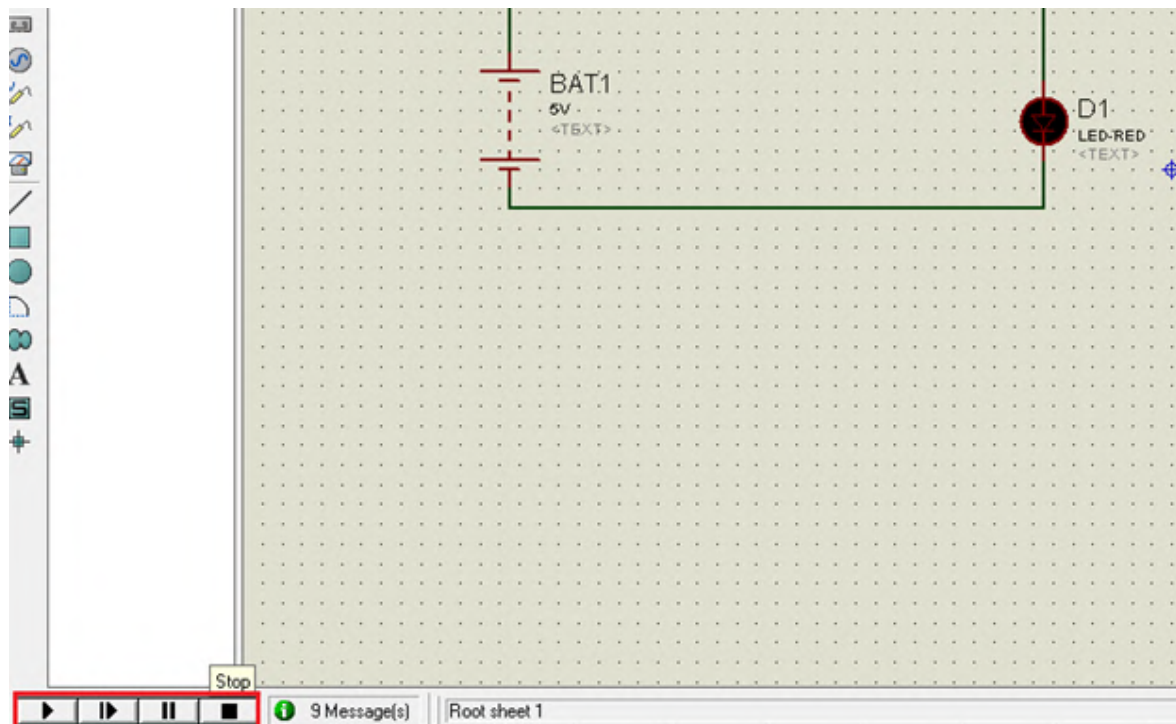 BAT1
5V
<TEXT>
D1
LED-RED
<TEXT>
A
S
Stop
9 Message(s)
Root sheet 1